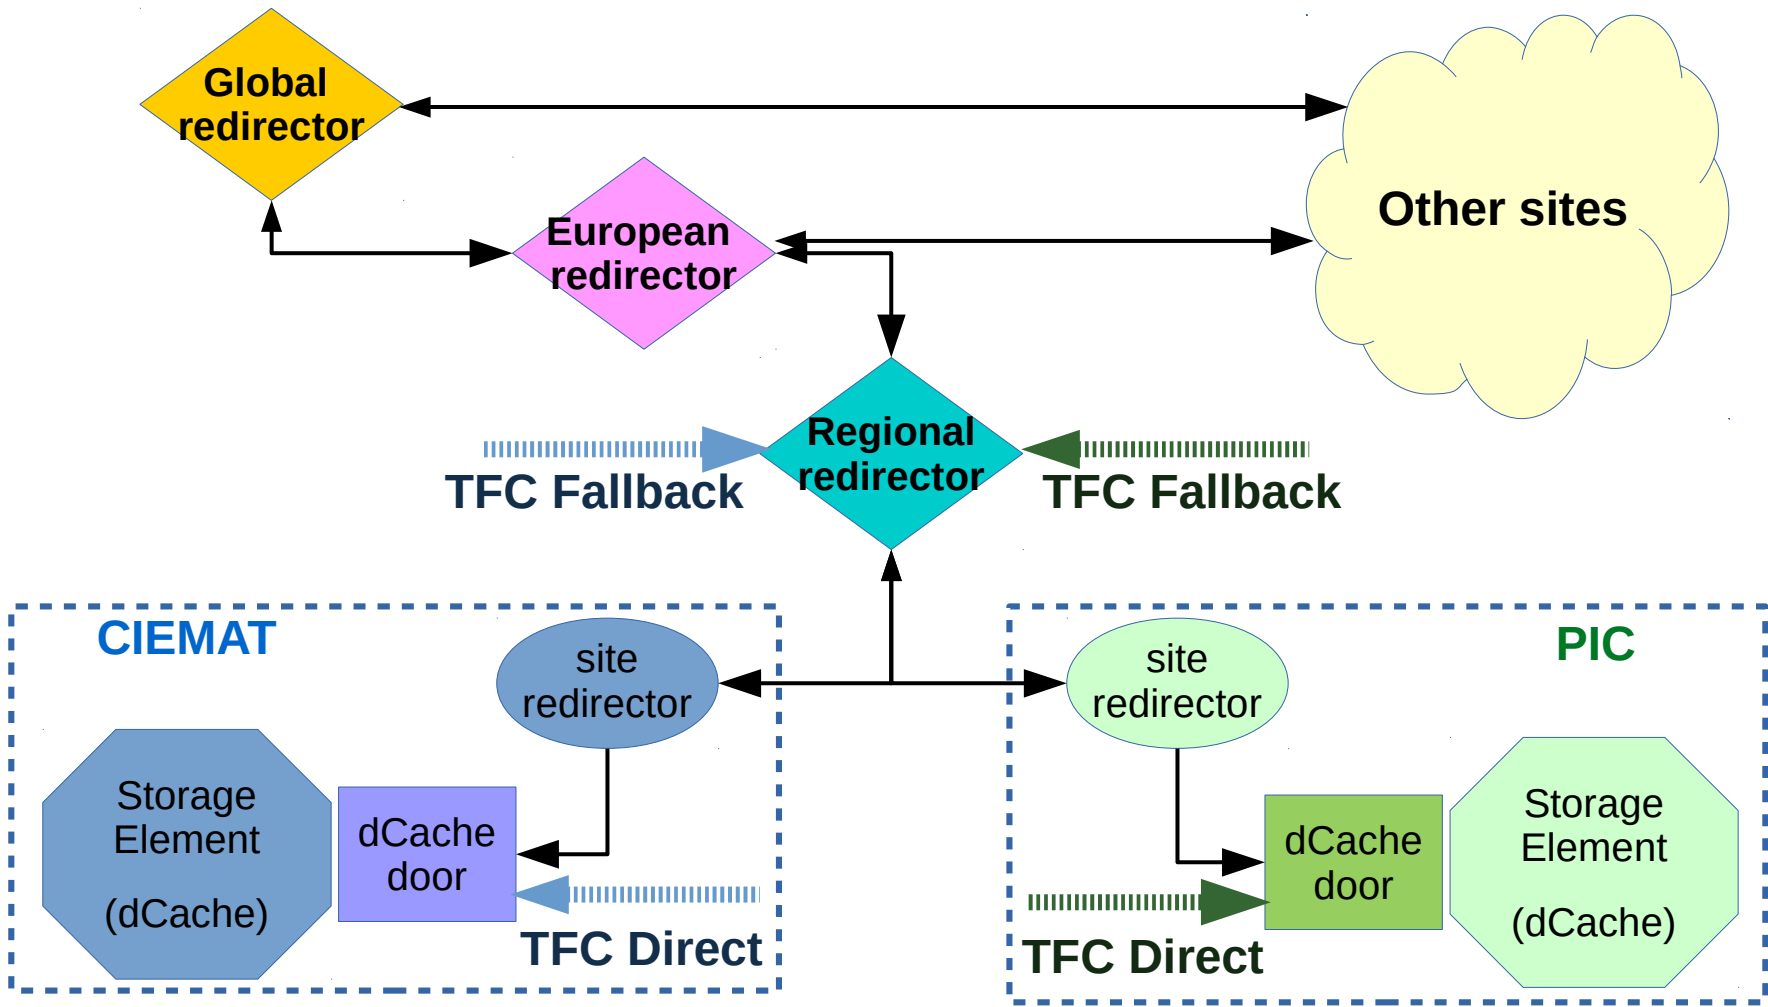 Global
redirector
European
redirector
Other sites
Regional
redirector
TFC Fallback
TFC Fallback
CIEMAT
site
redirector
Storage
Element
(dCache)
dCache
door
TFC Direct
PIC
site
redirector
dCache
door
Storage
Element
(dCache)
TFC Direct